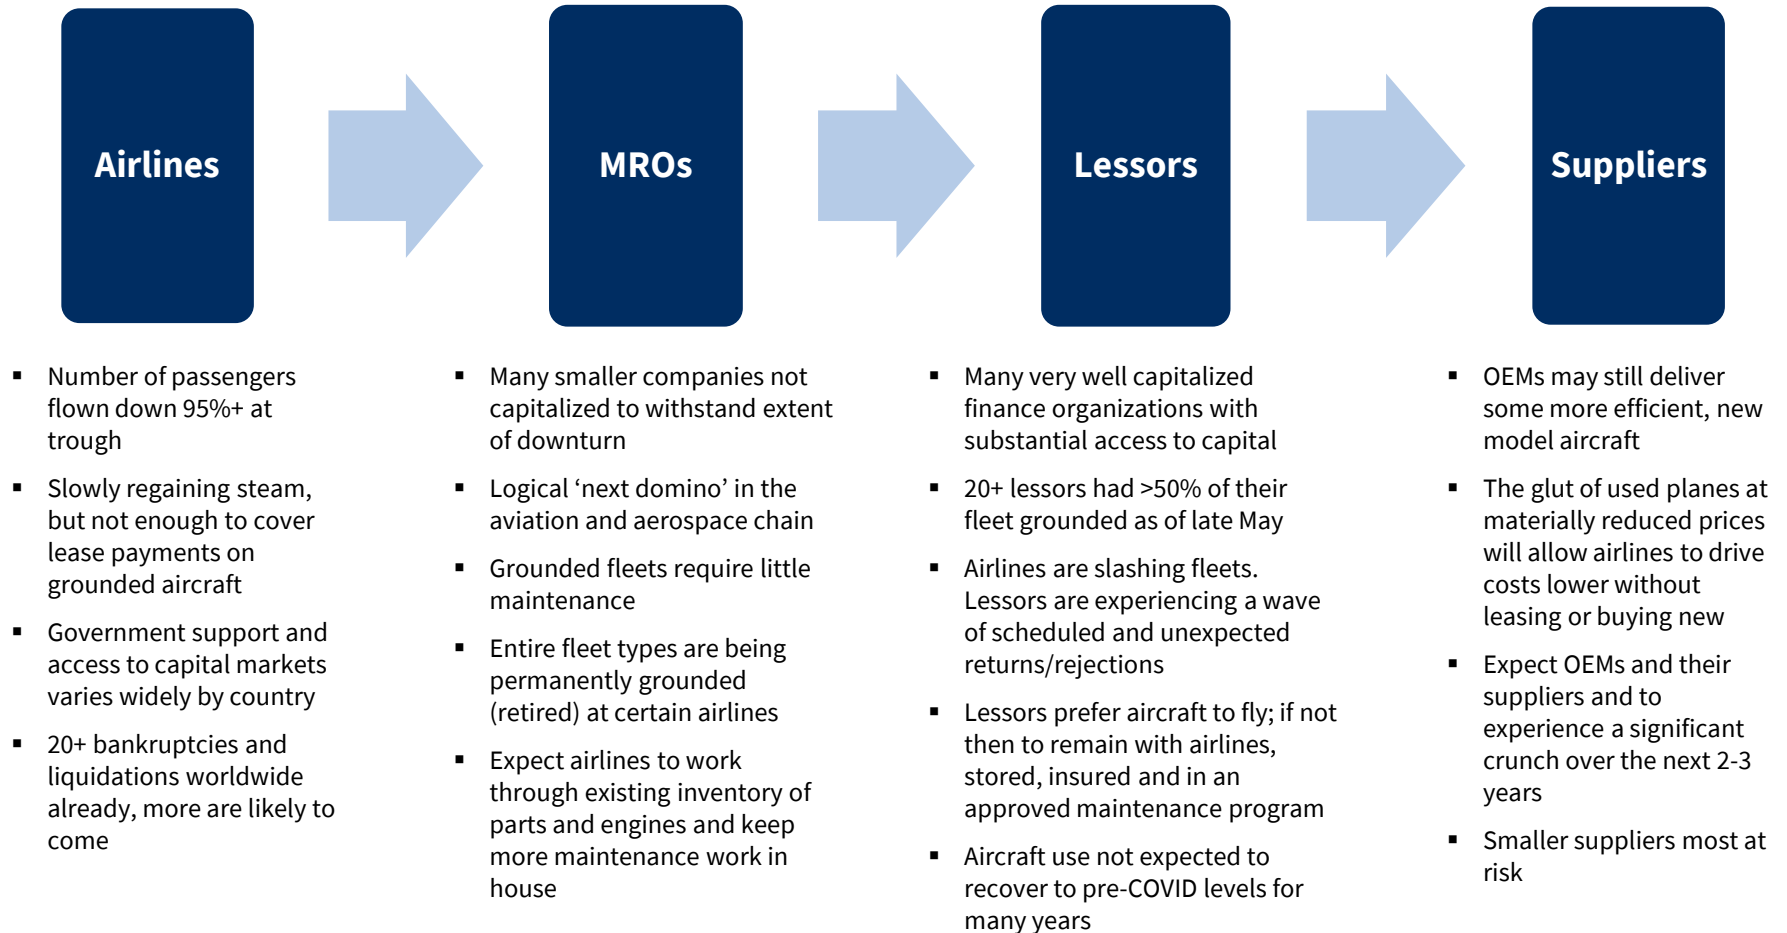 Airlines
MROs
Lessors
Suppliers
▪ Number of passengers
flown down 95%+ at
trough
▪ Slowly regaining steam,
but not enough to cover
lease payments on
grounded aircraft
▪ Government support and
access to capital markets
varies widely by country
▪ 20+ bankruptcies and
liquidations worldwide
already, more are likely to
come
▪ Many smaller companies not
capitalized to withstand extent
of downturn
▪ Logical ‘next domino’ in the
aviation and aerospace chain
▪ Grounded fleets require little
maintenance
▪ Entire fleet types are being
permanently grounded
(retired) at certain airlines
▪ Expect airlines to work
through existing inventory of
parts and engines and keep
more maintenance work in
house
▪ Many very well capitalized
finance organizations with
substantial access to capital
▪ 20+ lessors had >50% of their
fleet grounded as of late May
▪ Airlines are slashing fleets.
Lessors are experiencing a wave
of scheduled and unexpected
returns/rejections
▪ Lessors prefer aircraft to fly; if not
then to remain with airlines,
stored, insured and in an
approved maintenance program
▪ Aircraft use not expected to
recover to pre-COVID levels for
many years
▪ OEMs may still deliver
some more efficient, new
model aircraft
▪ The glut of used planes at
materially reduced prices
will allow airlines to drive
costs lower without
leasing or buying new
▪ Expect OEMs and their
suppliers and to
experience a significant
crunch over the next 2-3
years
▪ Smaller suppliers most at
risk